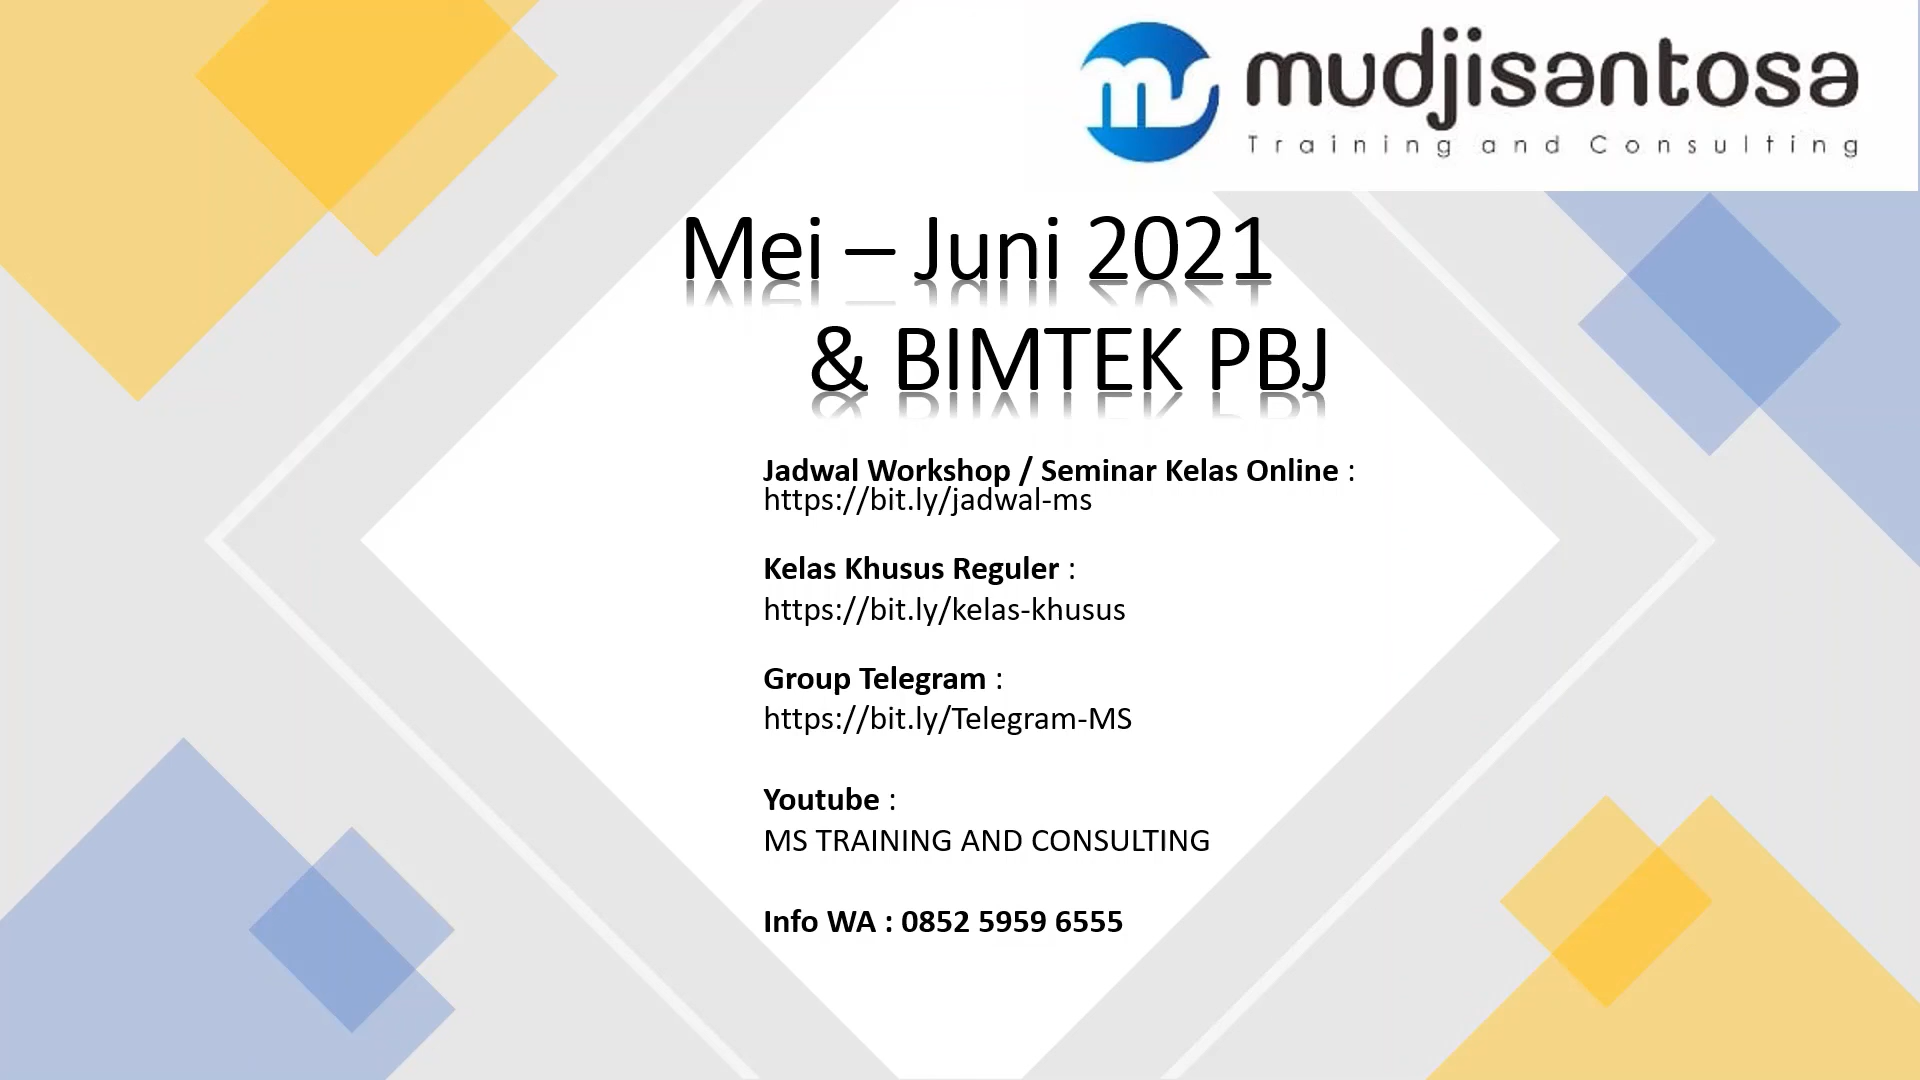 mudjisantosa
Training and Consulting
Mei – Juni 2021
& BIMTEK PBJ
Jadwal Workshop / Seminar Kelas Online :
https://bit.ly/jadwal-ms
Kelas Khusus Reguler :
https://bit.ly/kelas-khusus
Group Telegram :
https://bit.ly/Telegram-MS
Youtube :
MS TRAINING AND CONSULTING
Info WA : 0852 5959 6555